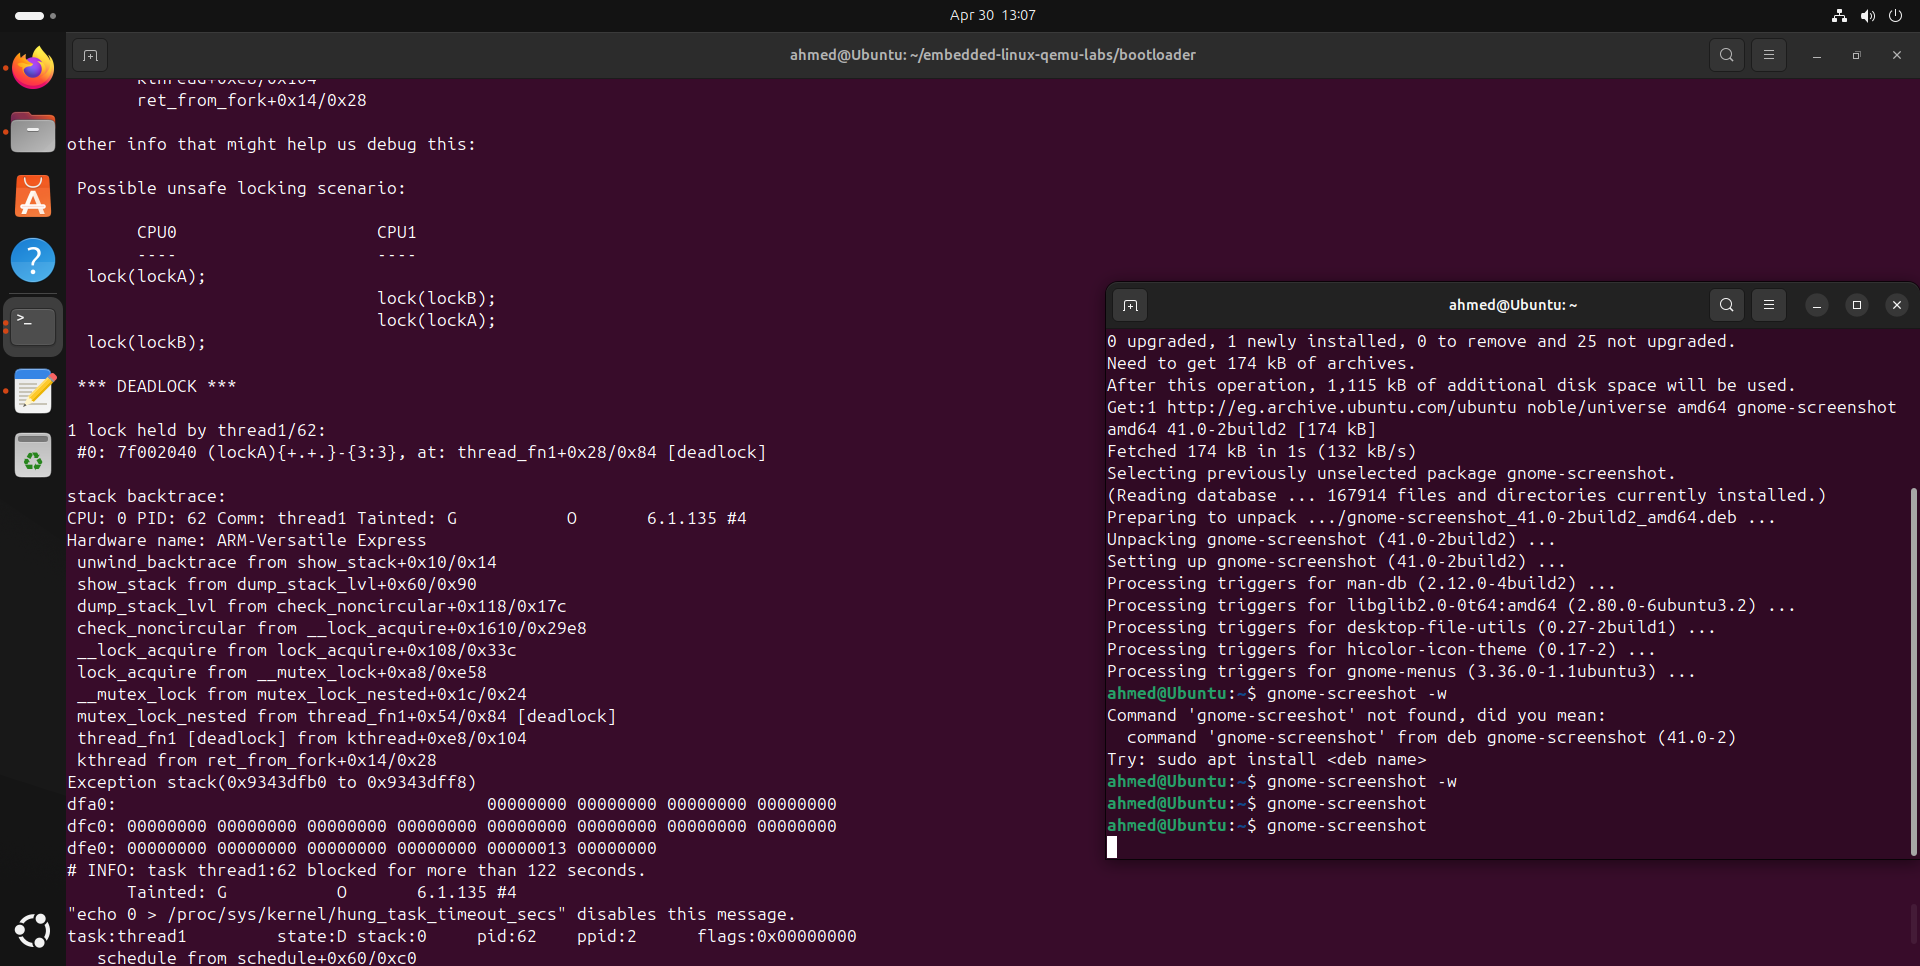 Apr 30  13:07
ahmed@Ubuntu: ~/embedded-linux-qemu-labs/bootloader
kthread+0xe8/0x104
ret_from_fork+0x14/0x28
other info that might help us debug this:
Possible unsafe locking scenario:
CPU0                    CPU1
----                    ----
lock(lockA);
lock(lockB);
lock(lockA);
lock(lockB);
*** DEADLOCK ***
1 lock held by thread1/62:
#0: 7f002040 (lockA){+.+.}-{3:3}, at: thread_fn1+0x28/0x84 [deadlock]
stack backtrace:
CPU: 0 PID: 62 Comm: thread1 Tainted: G           O       6.1.135 #4
Hardware name: ARM-Versatile Express
unwind_backtrace from show_stack+0x10/0x14
show_stack from dump_stack_lvl+0x60/0x90
dump_stack_lvl from check_noncircular+0x118/0x17c
check_noncircular from __lock_acquire+0x1610/0x29e8
__lock_acquire from lock_acquire+0x108/0x33c
lock_acquire from __mutex_lock+0xa8/0xe58
__mutex_lock from mutex_lock_nested+0x1c/0x24
mutex_lock_nested from thread_fn1+0x54/0x84 [deadlock]
thread_fn1 [deadlock] from kthread+0xe8/0x104
kthread from ret_from_fork+0x14/0x28
Exception stack(0x9343dfb0 to 0x9343dff8)
dfa0:                                     00000000 00000000 00000000 00000000
dfc0: 00000000 00000000 00000000 00000000 00000000 00000000 00000000 00000000
dfe0: 00000000 00000000 00000000 00000000 00000013 00000000
# INFO: task thread1:62 blocked for more than 122 seconds.
Tainted: G           O       6.1.135 #4
"echo 0 > /proc/sys/kernel/hung_task_timeout_secs" disables this message.
task:thread1         state:D stack:0     pid:62    ppid:2      flags:0x00000000
schedule from schedule+0x60/0xc0
ahmed@Ubuntu: ~
0 upgraded, 1 newly installed, 0 to remove and 25 not upgraded.
Need to get 174 kB of archives.
After this operation, 1,115 kB of additional disk space will be used.
Get:1 http://eg.archive.ubuntu.com/ubuntu noble/universe amd64 gnome-screenshot
amd64 41.0-2build2 [174 kB]
Fetched 174 kB in 1s (132 kB/s)
Selecting previously unselected package gnome-screenshot.
(Reading database ... 167914 files and directories currently installed.)
Preparing to unpack .../gnome-screenshot_41.0-2build2_amd64.deb ...
Unpacking gnome-screenshot (41.0-2build2) ...
Setting up gnome-screenshot (41.0-2build2) ...
Processing triggers for man-db (2.12.0-4build2) ...
Processing triggers for libglib2.0-0t64:amd64 (2.80.0-6ubuntu3.2) ...
Processing triggers for desktop-file-utils (0.27-2build1) ...
Processing triggers for hicolor-icon-theme (0.17-2) ...
Processing triggers for gnome-menus (3.36.0-1.1ubuntu3) ...
ahmed@Ubuntu:~$ gnome-screeshot -w
Command 'gnome-screeshot' not found, did you mean:
command 'gnome-screenshot' from deb gnome-screenshot (41.0-2)
Try: sudo apt install <deb name>
ahmed@Ubuntu:~$ gnome-screenshot -w
ahmed@Ubuntu:~$ gnome-screenshot
ahmed@Ubuntu:~$ gnome-screenshot